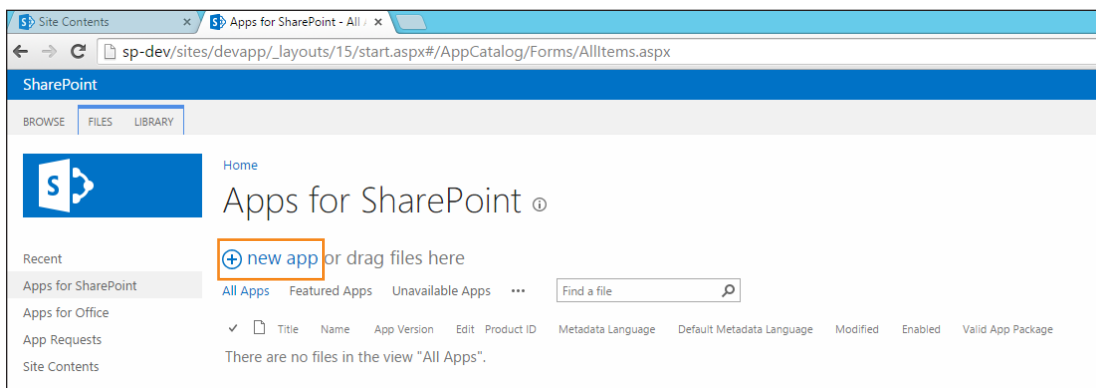 Site Contents × Apps for SharePoint - All ×
sp-dev/sites/devapp/_layouts/15/start.aspx#/AppCatalog/Forms/AllItems.aspx
SharePoint
BROWSE FILES LIBRARY
S
Home
Apps for SharePoint
new app or drag files here
Recent
Apps for SharePoint
Apps for Office
App Requests
Site Contents
All Apps Featured Apps Unavailable Apps ••• Find a file
Title Name App Version Edit Product ID Metadata Language Default Metadata Language Modified Enabled Valid App Package
There are no files in the view "All Apps".